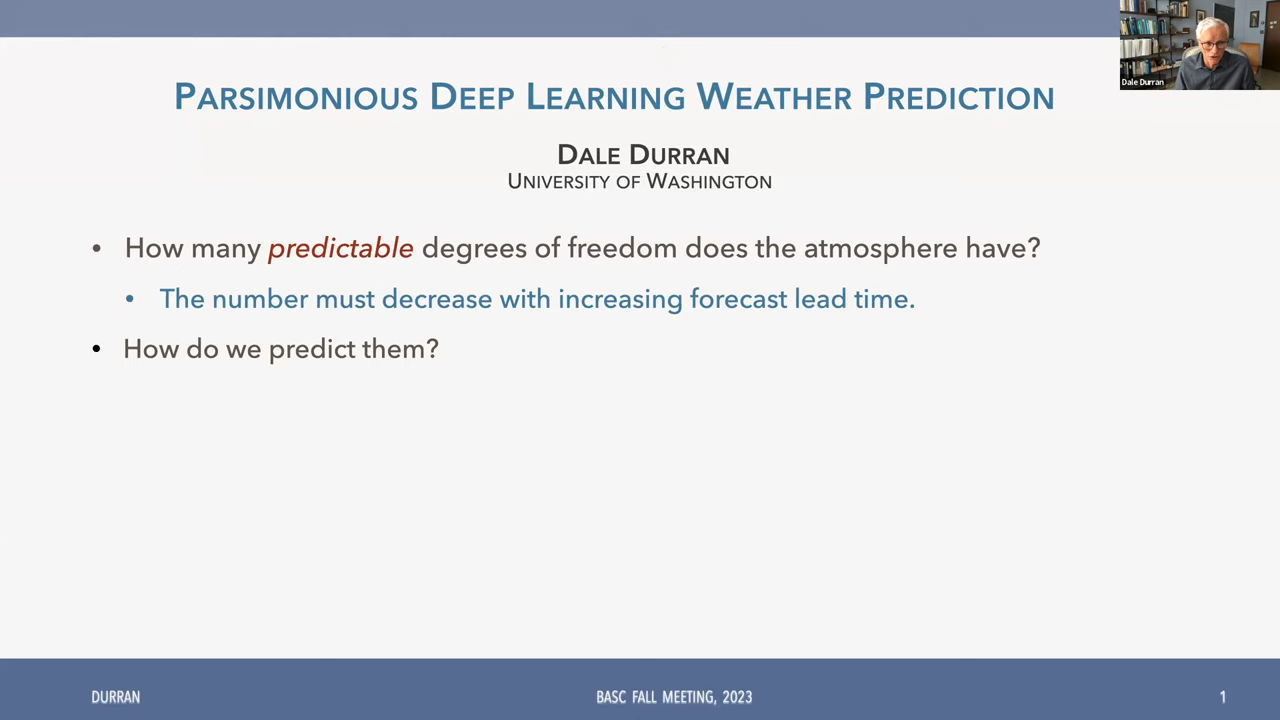 PARSIMONIOUS DEEP LEARNING WEATHER PREDICTION
Dale Durran
DALE DURRAN
UNIVERSITY OF WASHINGTON
• How many predictable degrees of freedom does the atmosphere have?
• The number must decrease with increasing forecast lead time.
• How do we predict them?
DURRAN
BASC FALL MEETING, 2023
1